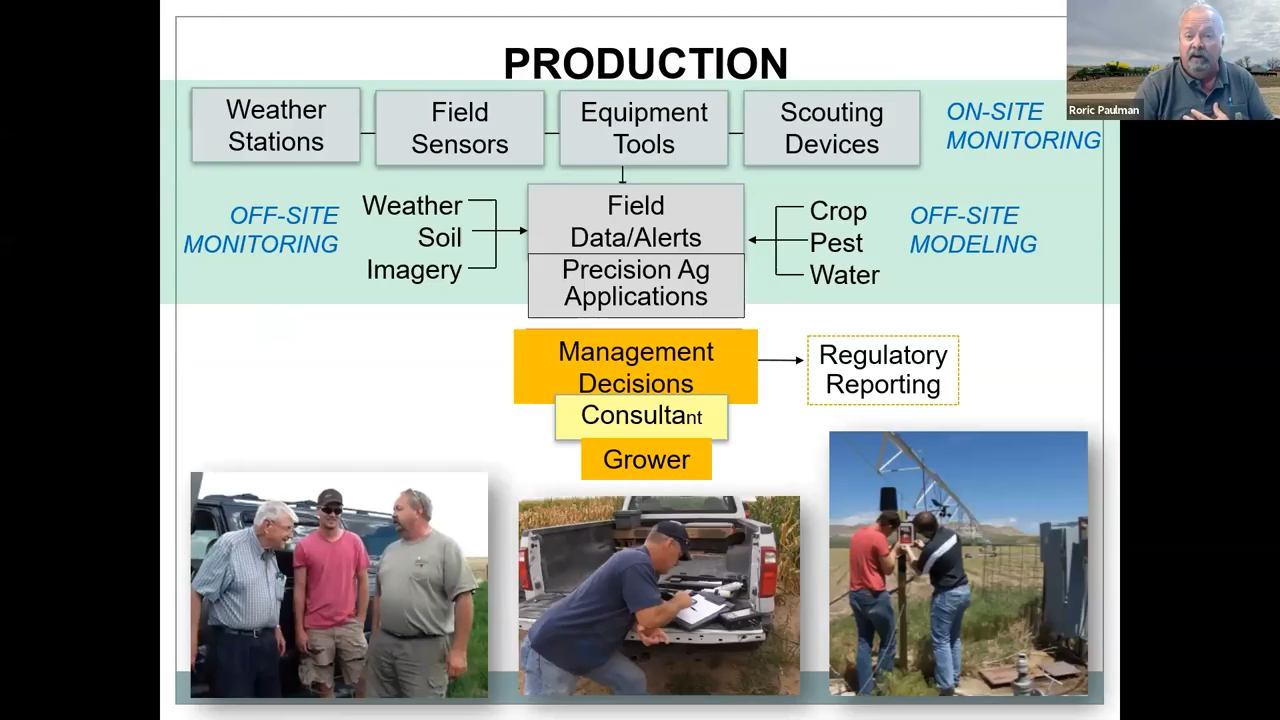 PRODUCTION
Roric Paulman
Weather
Stations
Field
Sensors
Equipment
Tools
Scouting
Devices
ON-SITE
MONITORING
OFF-SITE
MONITORING
Weather
Soil
Imagery
Field
Data/Alerts
Precision Ag
Applications
Crop
Pest
Water
OFF-SITE
MODELING
Management
Decisions
Regulatory
Reporting
Consultant
Grower